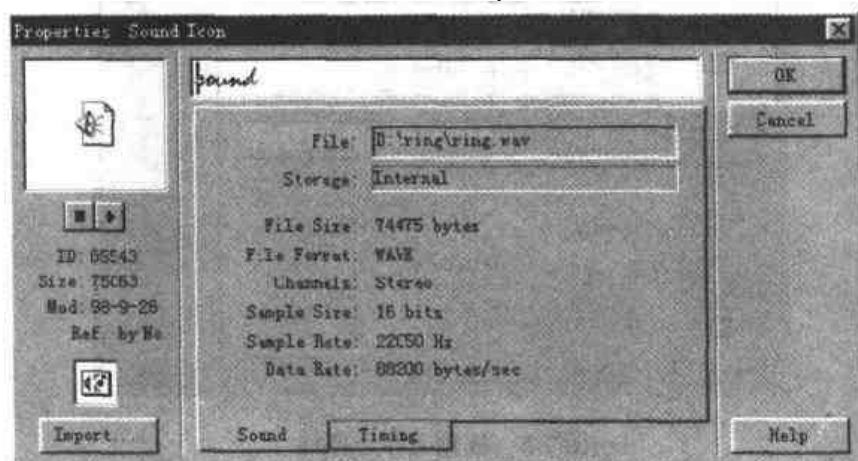 Properties Sound Icon
sound
OK
Cancel
File: D:\ring\ring.wav
Storage: Internal
File Size: 74475 bytes
ID:
File Format: WAVE
Size: 75063
Channels: Stereo
Mod: 98-9-26
Sample Size: 16 bits
Ref. by No
Sample Rate: 22050 Hz
Data Rate: 88200 bytes/sec
Import...
Sound
Timing
Help